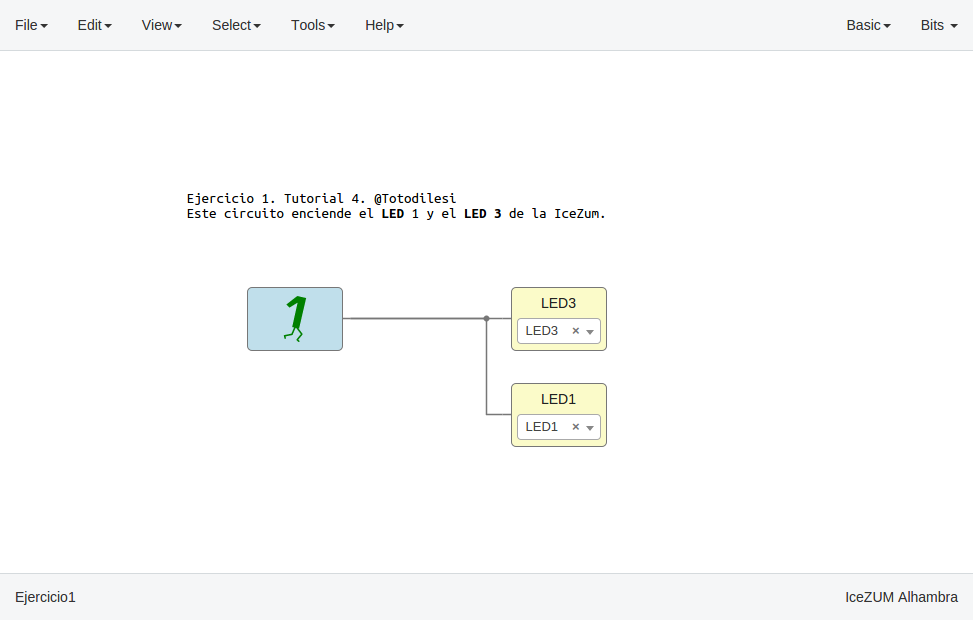 File Edit View Select Tools Help Basic Bits
Ejercicio 1. Tutorial 4. @Totodilesi
Este circuito enciende el LED 1 y el LED 3 de la IceZum.
1
LED3
LED3
LED1
LED1
Ejercicio1 IceZUM Alhambra